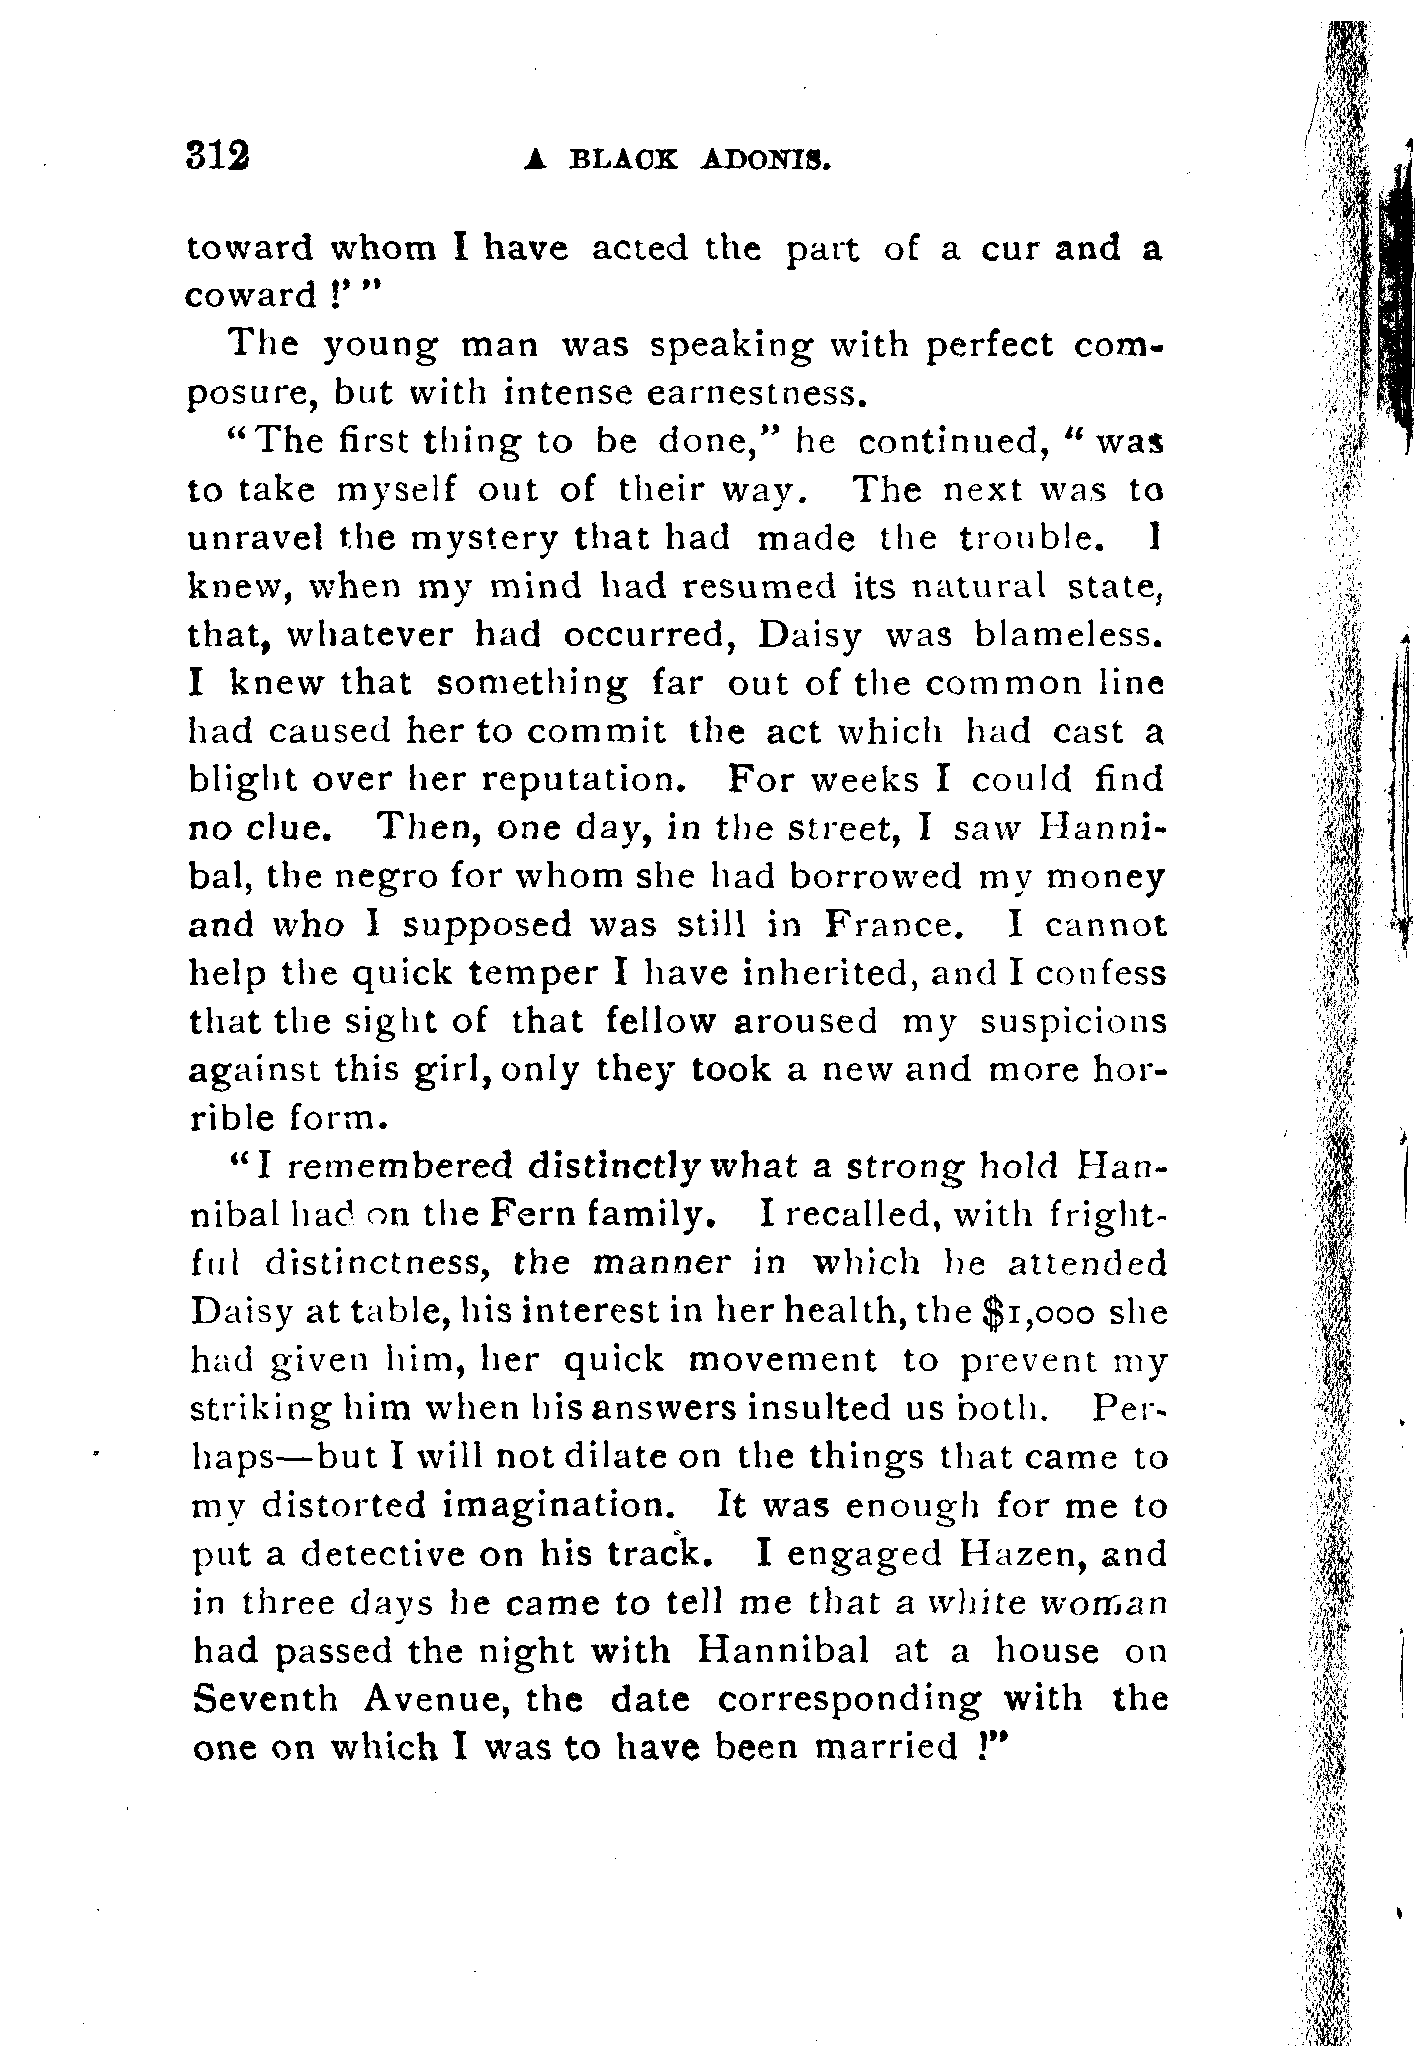 312 A BLACK ADONIS.
toward whom I have acted the part of a cur and a
coward !' "
The young man was speaking with perfect com-
posure, but with intense earnestness.
"The first thing to be done," he continued, " was
to take myself out of their way. The next was to
unravel the mystery that had made the trouble. I
knew, when my mind had resumed its natural state,
that, whatever had occurred, Daisy was blameless.
I knew that something far out of the common line
had caused her to commit the act which had cast a
blight over her reputation. For weeks I could find
no clue. Then, one day, in the street, I saw Hanni-
bal, the negro for whom she had borrowed my money
and who I supposed was still in France. I cannot
help the quick temper I have inherited, and I confess
that the sight of that fellow aroused my suspicions
against this girl, only they took a new and more hor-
rible form.
"I remembered distinctly what a strong hold Han-
nibal had on the Fern family. I recalled, with fright-
ful distinctness, the manner in which he attended
Daisy at table, his interest in her health, the $1,000 she
had given him, her quick movement to prevent my
striking him when his answers insulted us both. Per-
haps—but I will not dilate on the things that came to
my distorted imagination. It was enough for me to
put a detective on his track. I engaged Hazen, and
in three days he came to tell me that a white woman
had passed the night with Hannibal at a house on
Seventh Avenue, the date corresponding with the
one on which I was to have been married !"